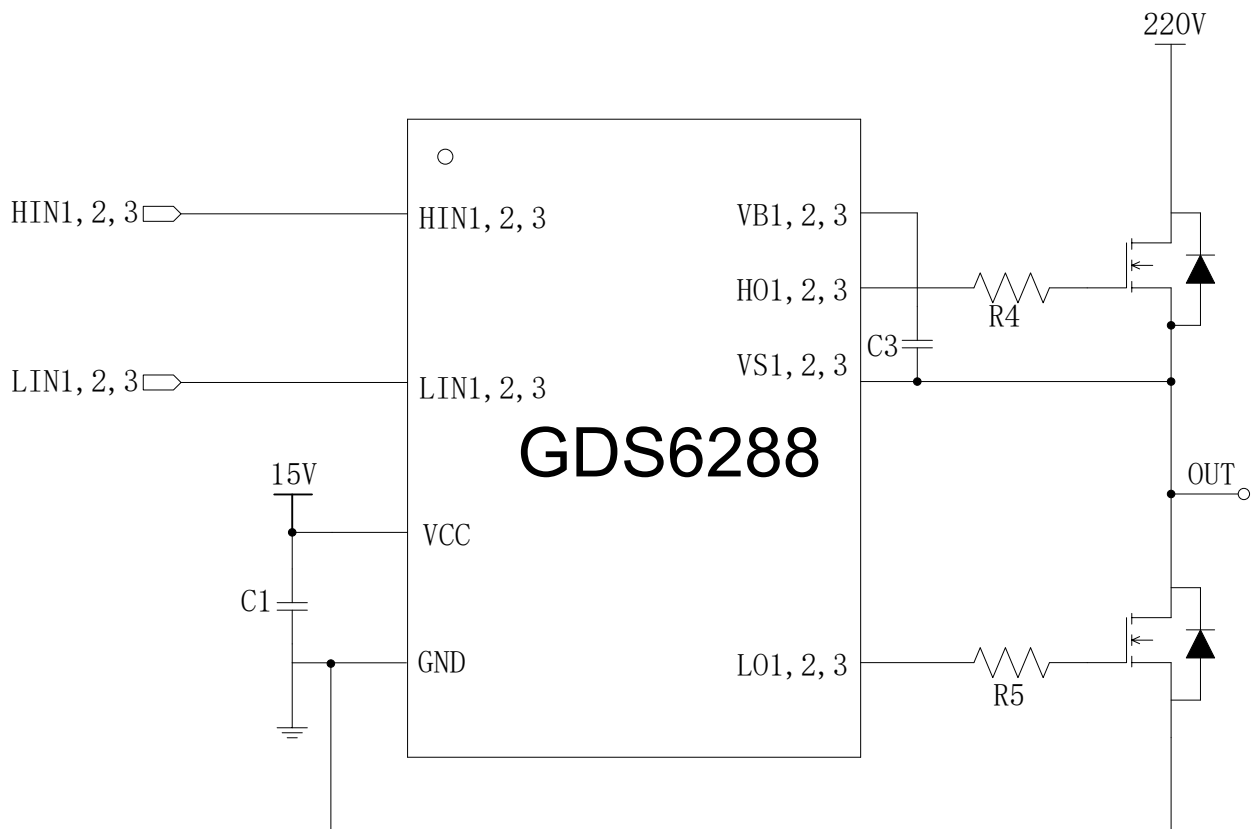 220V
HIN1,2,3
HIN1,2,3
VB1,2,3
HO1,2,3
R4
C3
VS1,2,3
LIN1,2,3
LIN1,2,3
GDS6288
15V
OUT
VCC
C1
GND
LO1,2,3
R5